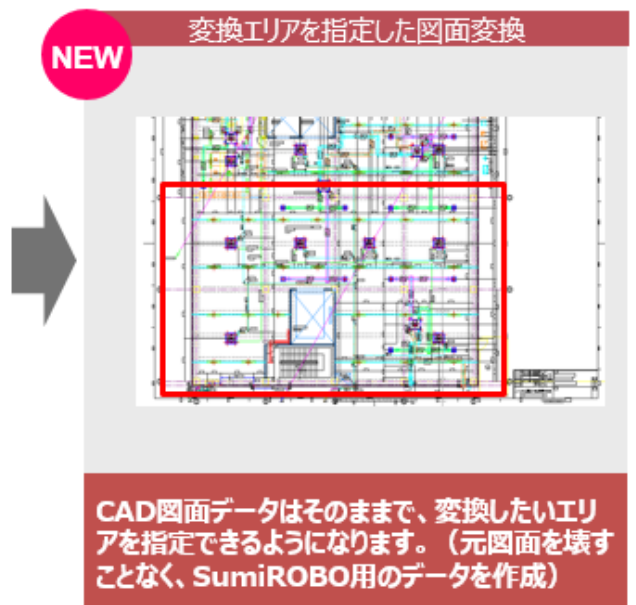 変換エリアを指定した図面変換
NEW
CAD図面データはそのままで、変換したいエリ
アを指定できるようになります。（元図面を壊す
ことなく、SumiROBO用のデータを作成）